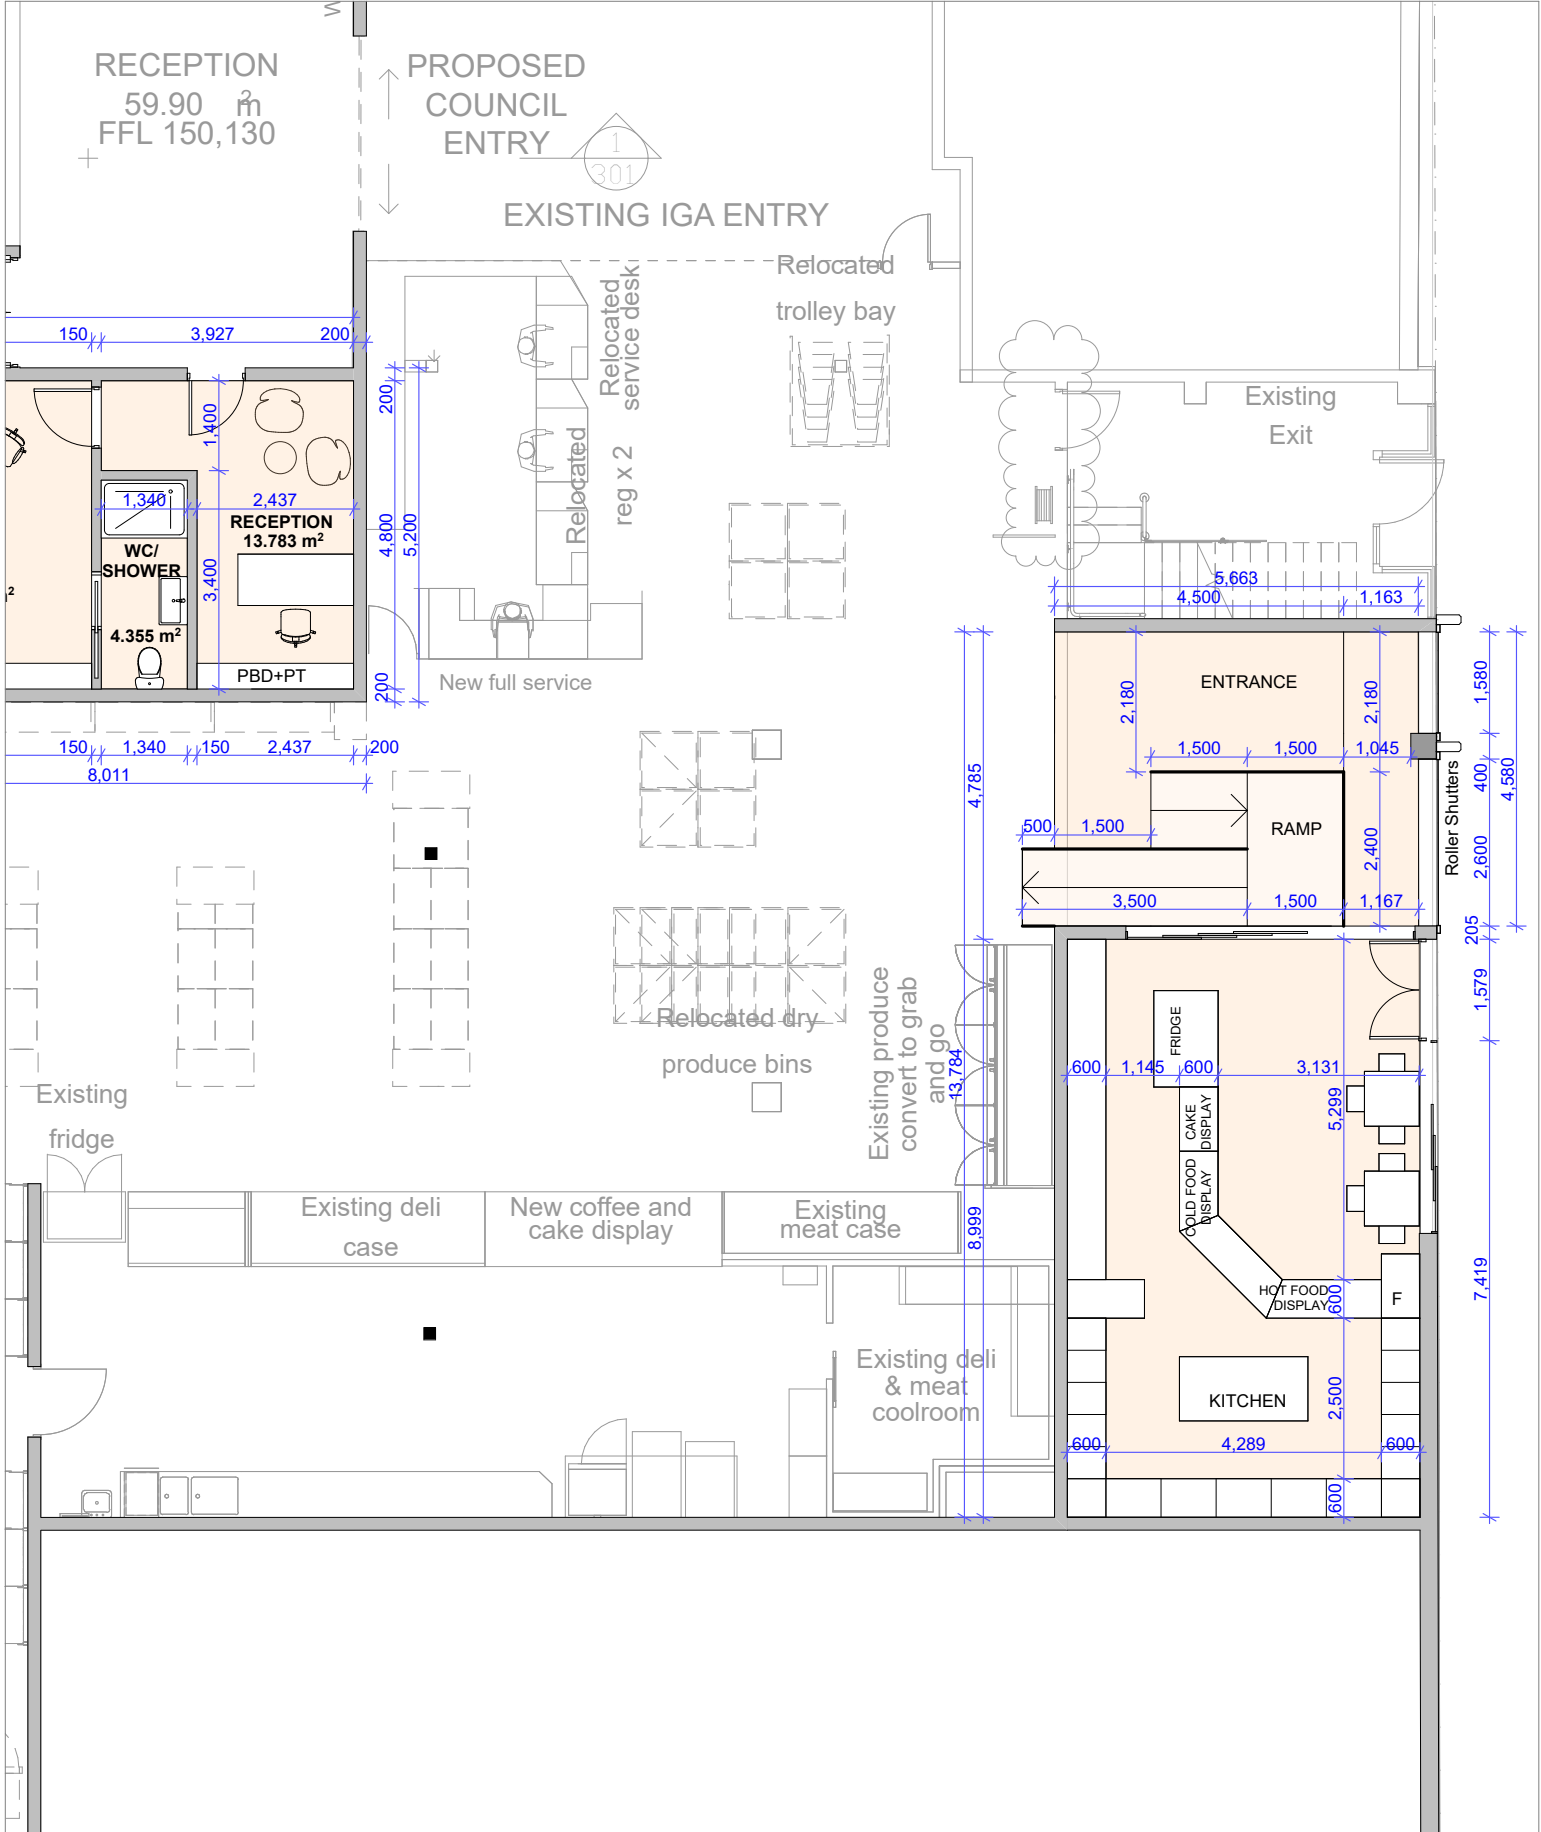 W
RECEPTION
59.90 m2
FFL 150,130
PROPOSED
COUNCIL
ENTRY
1
301
EXISTING IGA ENTRY
Relocated
trolley bay
Relocated
service desk
Relocated
reg x 2
New full service
Existing
Exit
150
3,927
200
200
1,400
1,340
2,437
RECEPTION
13.783 m²
WC/
SHOWER
4.355 m²
3,400
4,800
5,200
200
PBD+PT
150
1,340
150
2,437
200
8,011
5,663
4,500
1,163
ENTRANCE
2,180
2,180
1,500
1,500
1,045
500
1,500
RAMP
2,400
3,500
1,500
1,167
1,580
400
4,580
2,600
205
1,579
7,419
Roller Shutters
4,785
13,784
8,999
Relocated dry
produce bins
Existing produce
convert to grab
and go
Existing
fridge
Existing deli
case
New coffee and
cake display
Existing
meat case
Existing deli
& meat
coolroom
FRIDGE
600
1,145
600
3,131
5,299
CAKE
DISPLAY
COLD FOOD
DISPLAY
HOT FOOD
DISPLAY
600
F
KITCHEN
2,500
600
4,289
600
600